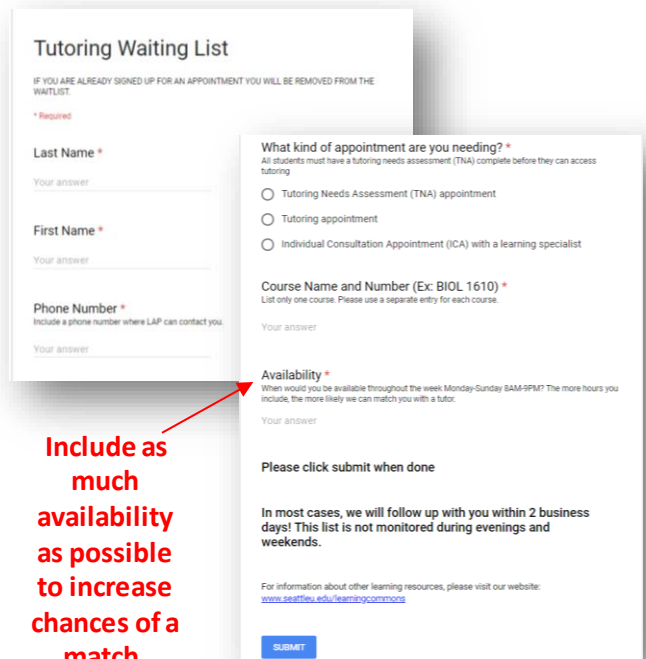 Tutoring Waiting List
IF YOU ARE ALREADY SIGNED UP FOR AN APPOINTMENT YOU WILL BE REMOVED FROM THE
WAITLIST.
* Required
Last Name *
Your answer
First Name *
Your answer
Phone Number *
Include a phone number where LAP can contact you.
Your answer
What kind of appointment are you needing? *
All students must have a tutoring needs assessment (TNA) complete before they can access
tutoring
Tutoring Needs Assessment (TNA) appointment
Tutoring appointment
Individual Consultation Appointment (ICA) with a learning specialist
Course Name and Number (Ex: BIOL 1610) *
List only one course. Please use a separate entry for each course.
Your answer
Availability *
When would you be available throughout the week Monday-Sunday 8AM-9PM? The more hours you
include, the more likely we can match you with a tutor.
Your answer
Please click submit when done
In most cases, we will follow up with you within 2 business
days! This list is not monitored during evenings and
weekends.
For information about other learning resources, please visit our website:
www.seattleu.edu/learningcommons
SUBMIT
Include as
much
availability
as possible
to increase
chances of a
match